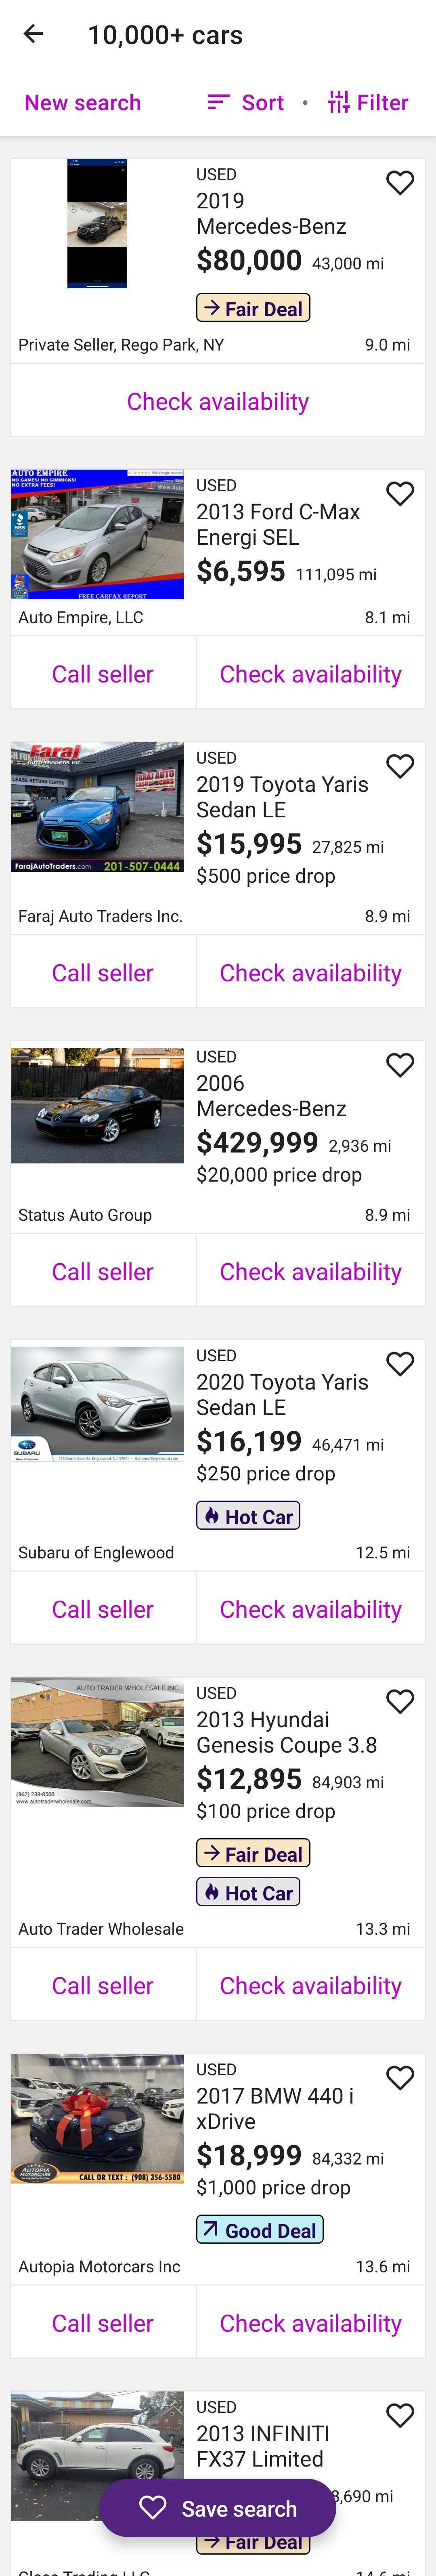 10,000+ cars
New search
Sort
•
Filter
USED
2019
Mercedes-Benz
$80,000 43,000 mi
Fair Deal
Private Seller, Rego Park, NY
9.0 mi
Check availability
AUTO EMPIRE
NO GAMES! NO GIMMICKS!
NO EXTRA FEES!
BBB
FREE CARFAX REPORT
USED
2013 Ford C-Max
Energi SEL
$6,595 111,095 mi
Auto Empire, LLC
8.1 mi
Call seller
Check availability
Faraj
AUTO TRADERS INC.
LEASE RETURN CENTER
FARAJ AUTO
FarajAutoTraders.com 201-507-0444
USED
2019 Toyota Yaris
Sedan LE
$15,995 27,825 mi
$500 price drop
Faraj Auto Traders Inc.
8.9 mi
Call seller
Check availability
USED
2006
Mercedes-Benz
$429,999 2,936 mi
$20,000 price drop
Status Auto Group
8.9 mi
Call seller
Check availability
SUBARU
USED
2020 Toyota Yaris
Sedan LE
$16,199 46,471 mi
$250 price drop
Hot Car
Subaru of Englewood
12.5 mi
Call seller
Check availability
AUTO TRADER WHOLESALE INC
(862) 238-8500
www.autotraderwholesale.com
USED
2013 Hyundai
Genesis Coupe 3.8
$12,895 84,903 mi
$100 price drop
Fair Deal
Hot Car
Auto Trader Wholesale
13.3 mi
Call seller
Check availability
AUTOPIA
MOTORCARS
CALL OR TEXT : (908) 356-5580
USED
2017 BMW 440 i
xDrive
$18,999 84,332 mi
$1,000 price drop
Good Deal
Autopia Motorcars Inc
13.6 mi
Call seller
Check availability
USED
2013 INFINITI
FX37 Limited
8,690 mi
Save search
Fair Deal